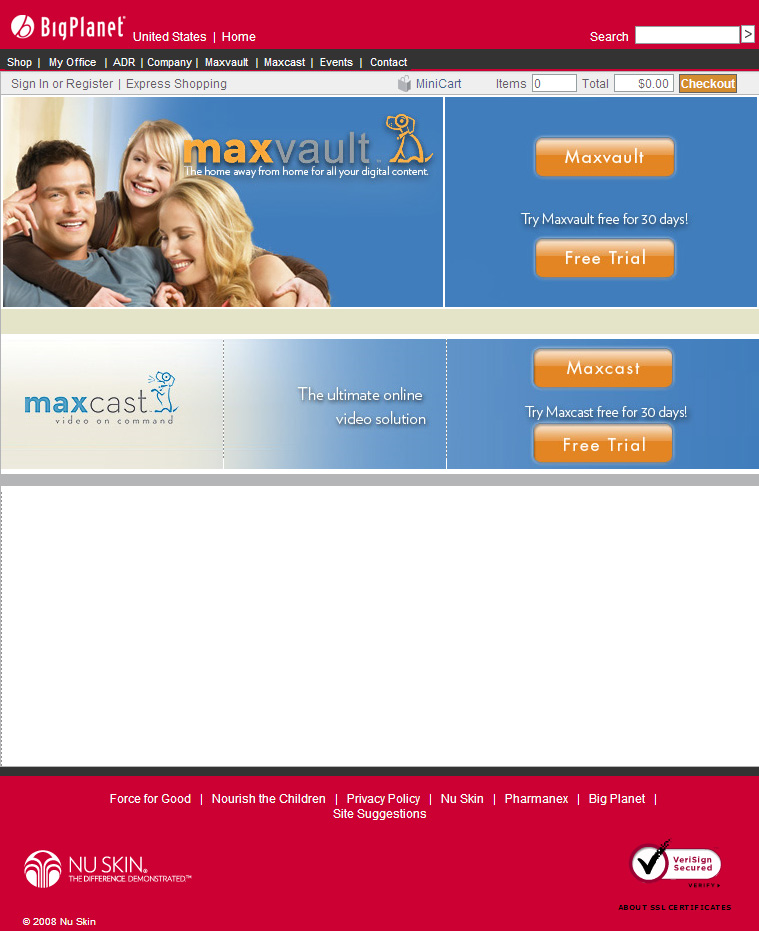 BigPlanet® United States | Home Search >
Shop | My Office | ADR | Company | Maxvault | Maxcast | Events | Contact
Sign In or Register | Express Shopping MiniCart Items 0 Total $0.00 Checkout
maxvault™
The home away from home for all your digital content.
Maxvault
Try Maxvault free for 30 days!
Free Trial
maxcast
video on command
The ultimate online
video solution
Maxcast
Try Maxcast free for 30 days!
Free Trial
Force for Good | Nourish the Children | Privacy Policy | Nu Skin | Pharmanex | Big Planet |
Site Suggestions
NU SKIN®
THE DIFFERENCE. DEMONSTRATED.™
VeriSign
Secured
VERIFY
ABOUT SSL CERTIFICATES
© 2008 Nu Skin